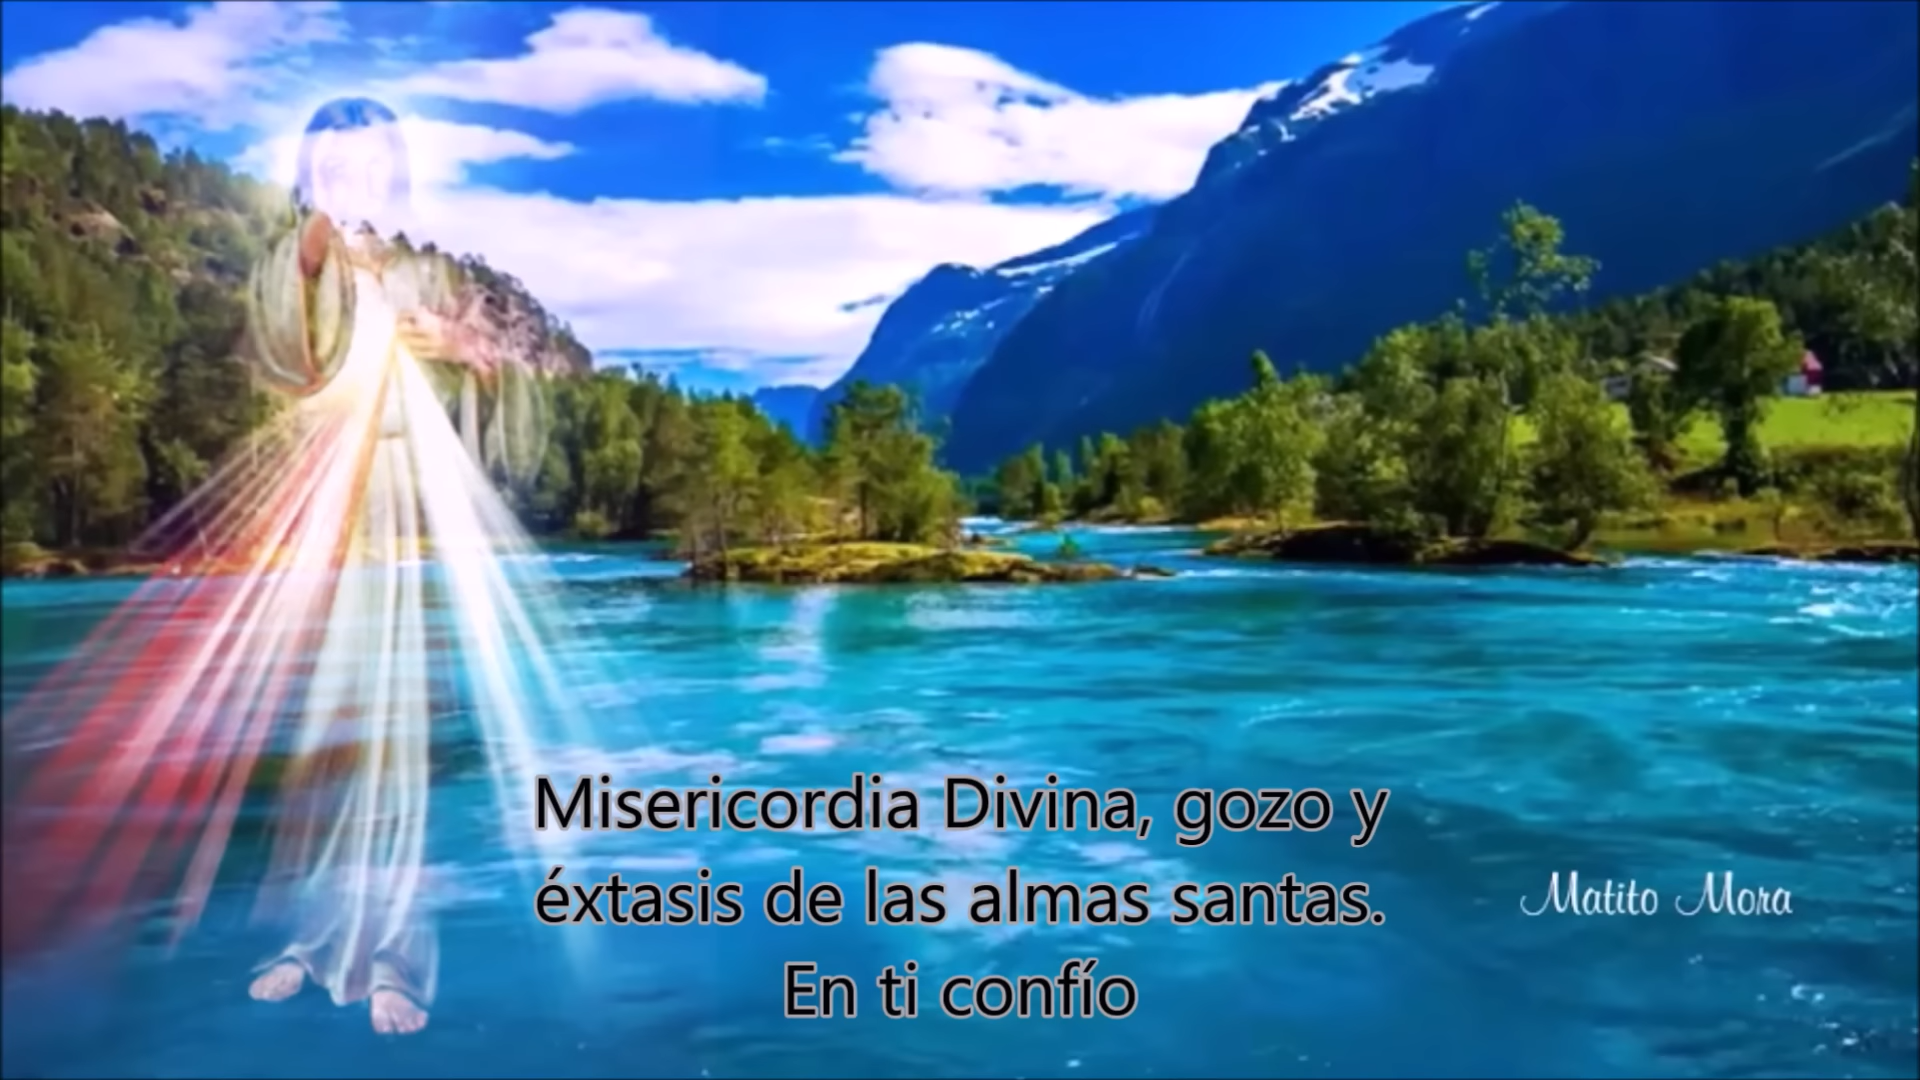 Misericordia Divina, gozo y
éxtasis de las almas santas.
En ti confío
Matito Mora